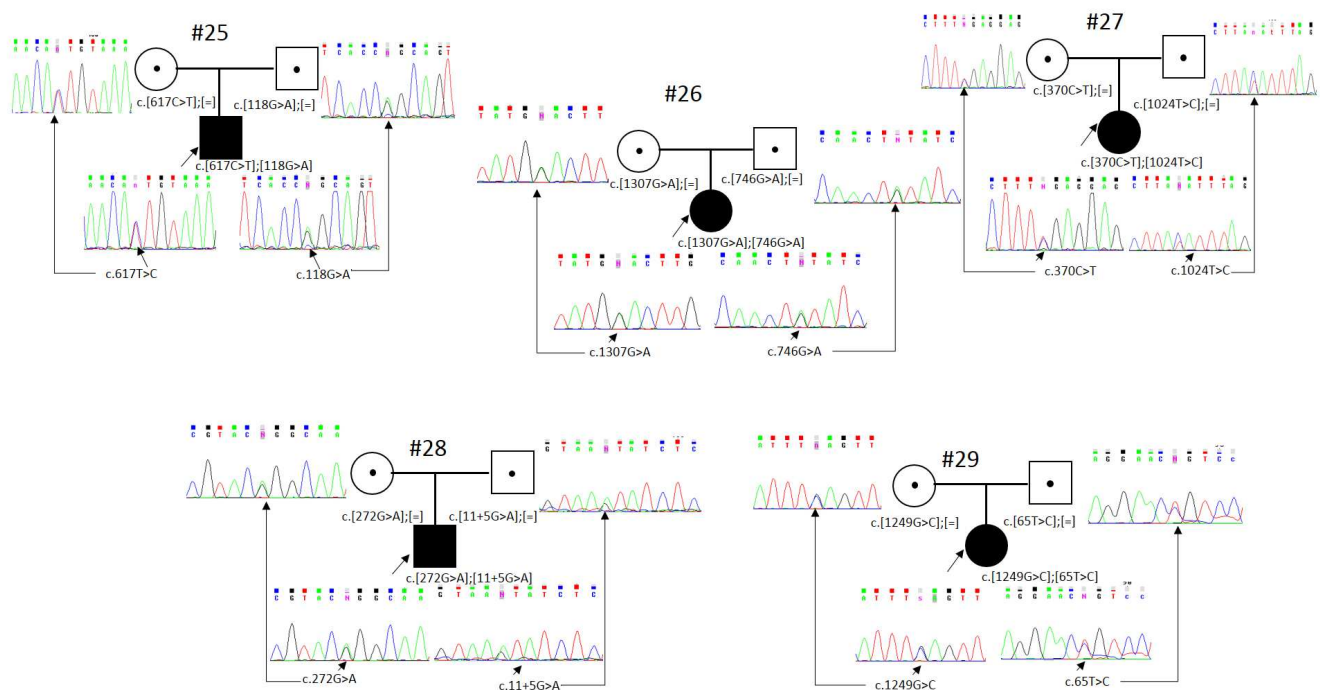 #25
A A C A N T G T A A A
T C A C C N G C A G T
c.[617C>T];[=]
c.[118G>A];[=]
c.[617C>T];[118G>A]
A A C A n T G T A A A
T C A C C N G C A G T
c.617T>C
c.118G>A
#26
T A T G N A C T T
C A A C T N T A T C
c.[1307G>A];[=]
c.[746G>A];[=]
c.[1307G>A];[746G>A]
T A T G N A C T T G
C A A C T N T A T C
c.1307G>A
c.746G>A
#27
C T T T N G A G G A G
C T T A n A t T T A G
c.[370C>T];[=]
c.[1024T>C];[=]
c.[370C>T];[1024T>C]
C T T T N G A G G A G
C T T A N A T T T A G
c.370C>T
c.1024T>C
#28
C G T A C N G G C A A
G T A A N T A T C T C
c.[272G>A];[=]
c.[11+5G>A];[=]
c.[272G>A];[11+5G>A]
C G T A C N G G C A A
G T A A N T A T C T C
c.272G>A
c.11+5G>A
#29
A T T T N A G T T
A G G A A C N G T C c
c.[1249G>C];[=]
c.[65T>C];[=]
c.[1249G>C];[65T>C]
A T T T s G T T
A G G A A C N G T c c
c.1249G>C
c.65T>C